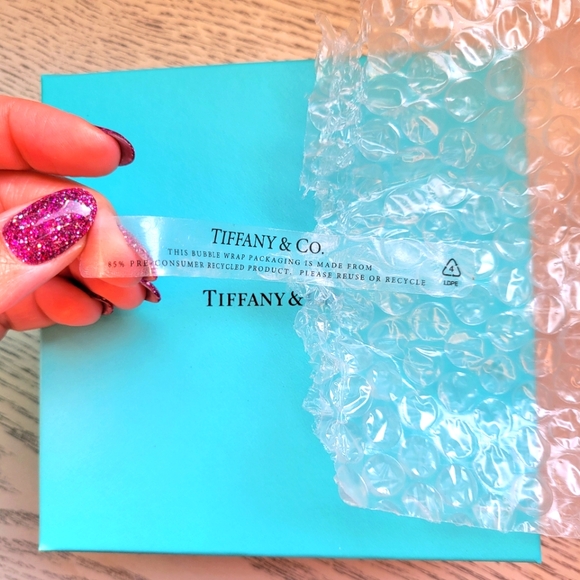 TIFFANY & CO.
THIS BUBBLE WRAP PACKAGING IS MADE FROM
45% PRE-CONSUMER RECYCLED PRODUCT. PLEASE REUSE OR RECYCLE
4
LDPE
TIFFANY &